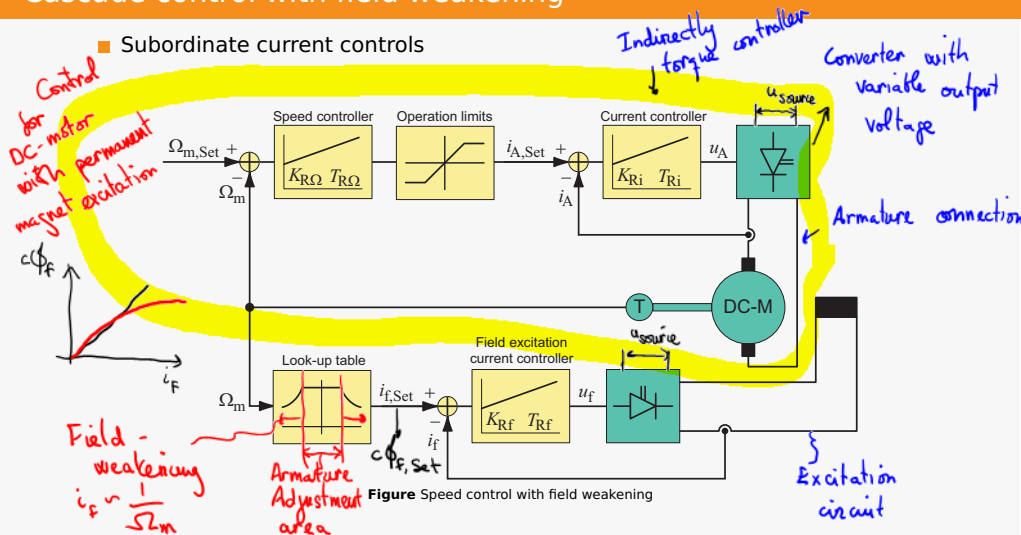 Cascade control with field weakening
Subordinate current controls
Indirectly
torque controller
Converter with
variable output
voltage
Control
for
DC-motor
with permanent
magnet excitation
u source
Speed controller
Operation limits
Current controller
Ωm,Set
+
−
Ωm
KRΩ TRΩ
iA,Set
+
−
iA
KRi TRi
uA
Armature connection
cϕf
iF
T
DC-M
u source
Field excitation
current controller
Look-up table
Ωm
if,Set
+
−
if
KRf TRf
uf
cϕf,set
Field-
weakening
if ~ 1/Ωm
Armature
Adjustment
area
Figure Speed control with field weakening
Excitation
circuit